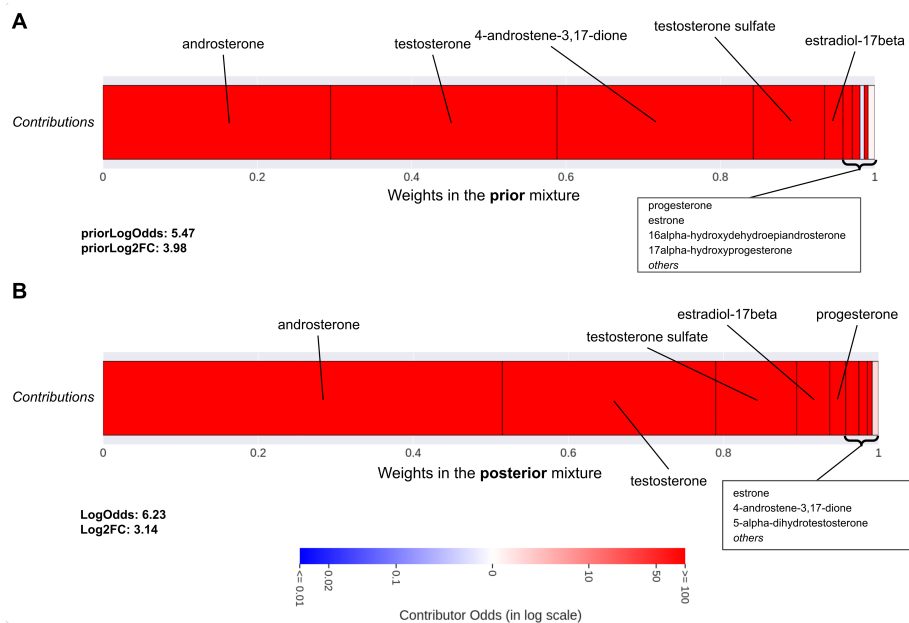 A
androsterone
testosterone
4-androstene-3,17-dione
testosterone sulfate
estradiol-17beta
Contributions
0
0.2
0.4
0.6
0.8
1
Weights in the prior mixture
priorLogOdds: 5.47
priorLog2FC: 3.98
progesterone
estrone
16alpha-hydroxydehydroepiandrosterone
17alpha-hydroxyprogesterone
others
B
androsterone
testosterone sulfate
estradiol-17beta
progesterone
Contributions
0
0.2
0.4
0.6
0.8
1
Weights in the posterior mixture
testosterone
LogOdds: 6.23
Log2FC: 3.14
estrone
4-androstene-3,17-dione
5-alpha-dihydrotestosterone
others
<= 0.01
0.02
0.1
0
10
50
>= 100
Contributor Odds (in log scale)